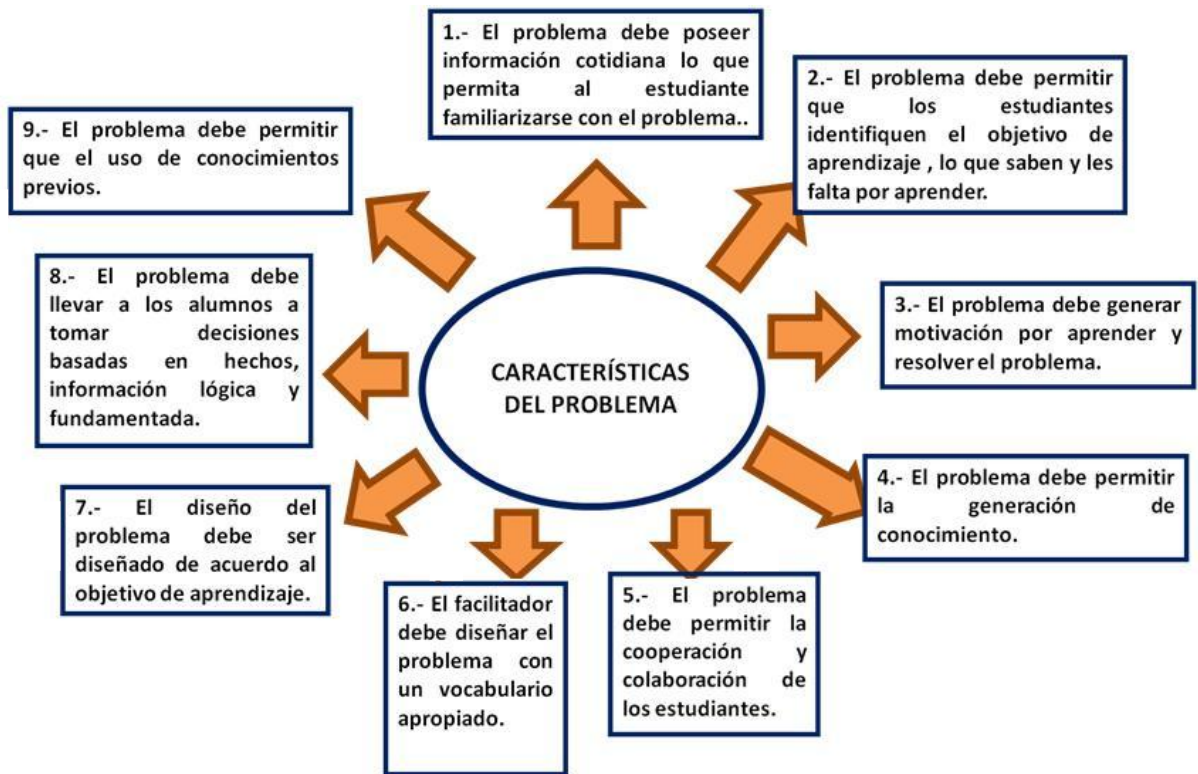 1.- El problema debe poseer
información cotidiana lo que
permita al estudiante
familiarizarse con el problema..
2.- El problema debe permitir
que los estudiantes
identifiquen el objetivo de
aprendizaje , lo que saben y les
falta por aprender.
9.- El problema debe permitir
que el uso de conocimientos
previos.
8.- El problema debe
llevar a los alumnos a
tomar decisiones
basadas en hechos,
información lógica y
fundamentada.
3.- El problema debe generar
motivación por aprender y
resolver el problema.
CARACTERÍSTICAS
DEL PROBLEMA
4.- El problema debe permitir
la generación de
conocimiento.
7.- El diseño del
problema debe ser
diseñado de acuerdo al
objetivo de aprendizaje.
6.- El facilitador
debe diseñar el
problema con
un vocabulario
apropiado.
5.- El problema
debe permitir la
cooperación y
colaboración de
los estudiantes.